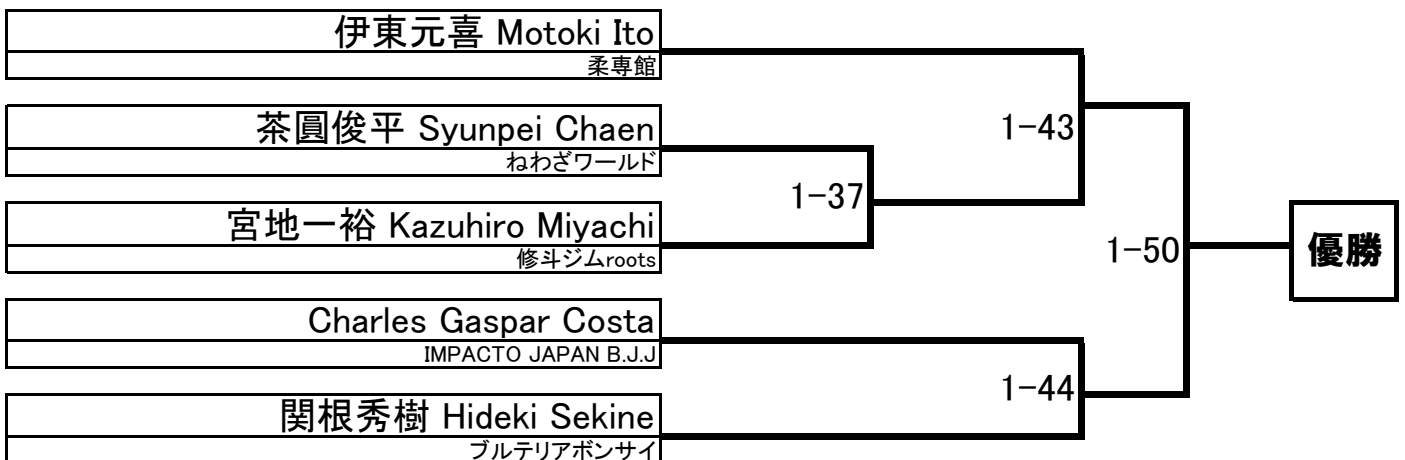 伊東元喜 Motoki Ito
柔専館
茶圓俊平 Syunpei Chaen
ねわざワールド
宮地一裕 Kazuhiro Miyachi
修斗ジムroots
Charles Gaspar Costa
IMPACTO JAPAN B.J.J
関根秀樹 Hideki Sekine
ブルテリアボンサイ
1-43
1-37
1-50
1-44
優勝